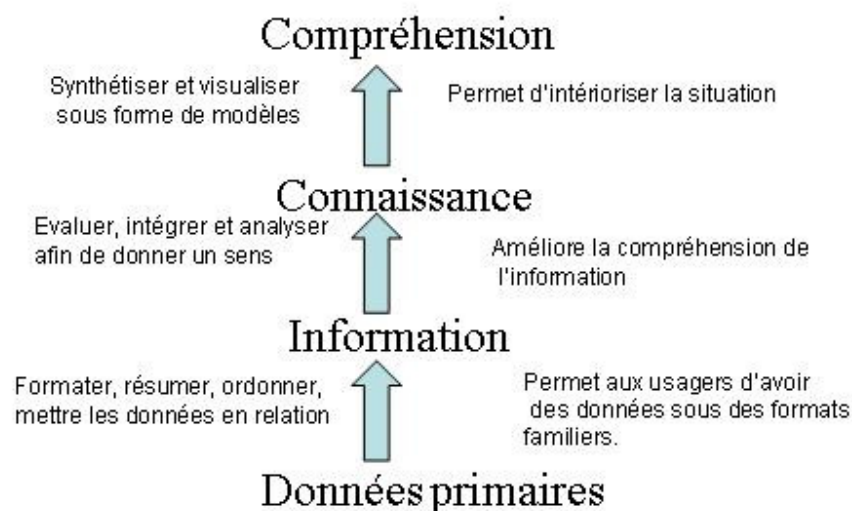 Compréhension
Synthétiser et visualiser
sous forme de modèles
Permet d'intérioriser la situation
Connaissance
Evaluer, intégrer et analyser
afin de donner un sens
Améliore la compréhension de
l'information
Information
Formater, résumer, ordonner,
mettre les données en relation
Permet aux usagers d'avoir
des données sous des formats
familiers.
Données primaires